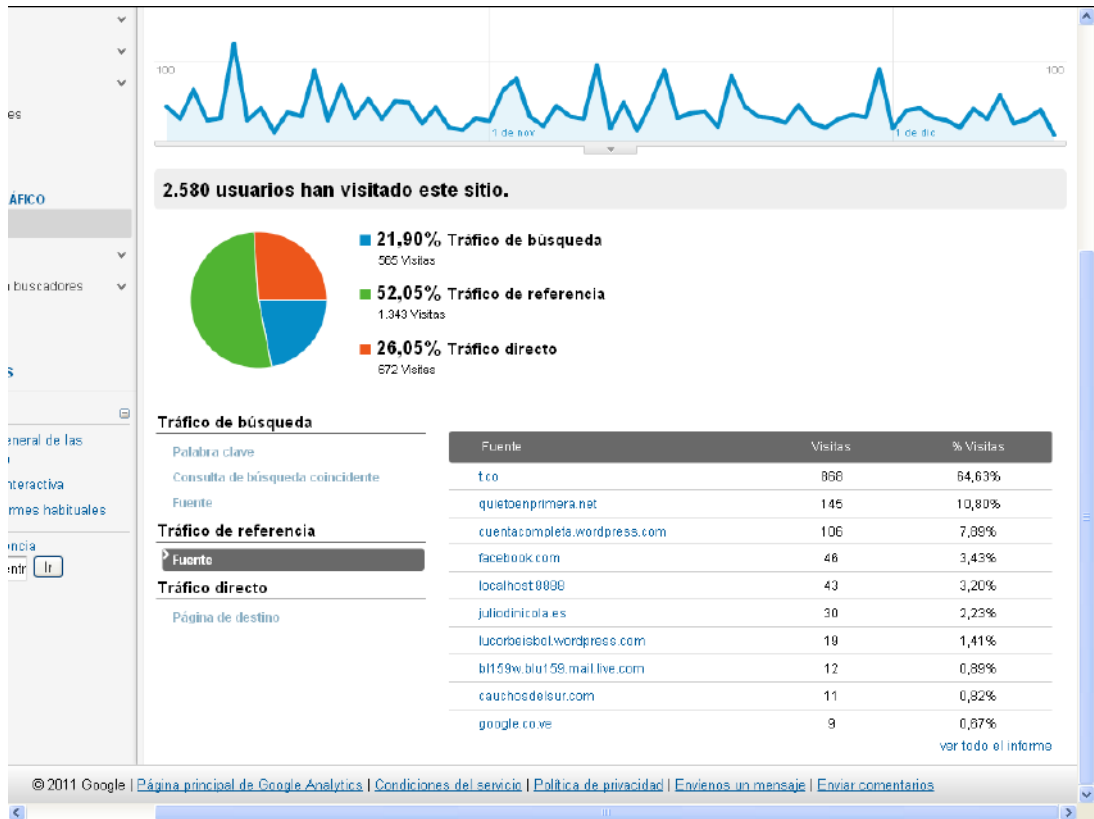 es
ÁFICO
buscadores
s
eneral de las
nteractiva
rmes habituales
encia
entr Ir
100 100
1 de nov 1 de dic
2.580 usuarios han visitado este sitio.
21,90% Tráfico de búsqueda
565 Visitas
52,05% Tráfico de referencia
1.343 Visitas
26,05% Tráfico directo
672 Visitas
Tráfico de búsqueda
Palabra clave
Consulta de búsqueda coincidente
Fuente
Tráfico de referencia
Fuente
Tráfico directo
Página de destino
Fuente Visitas % Visitas
t.co 868 64,63%
quietoenprimera.net 145 10,80%
cuentacompleta.wordpress.com 106 7,89%
facebook.com 46 3,43%
localhost:8888 43 3,20%
juliodinicola.es 30 2,23%
lucorbeisbol.wordpress.com 19 1,41%
bl159w.blu159.mail.live.com 12 0,89%
cauchosdelsur.com 11 0,82%
google.co.ve 9 0,67%
ver todo el informe
© 2011 Google | Página principal de Google Analytics | Condiciones del servicio | Política de privacidad | Envíenos un mensaje | Enviar comentarios